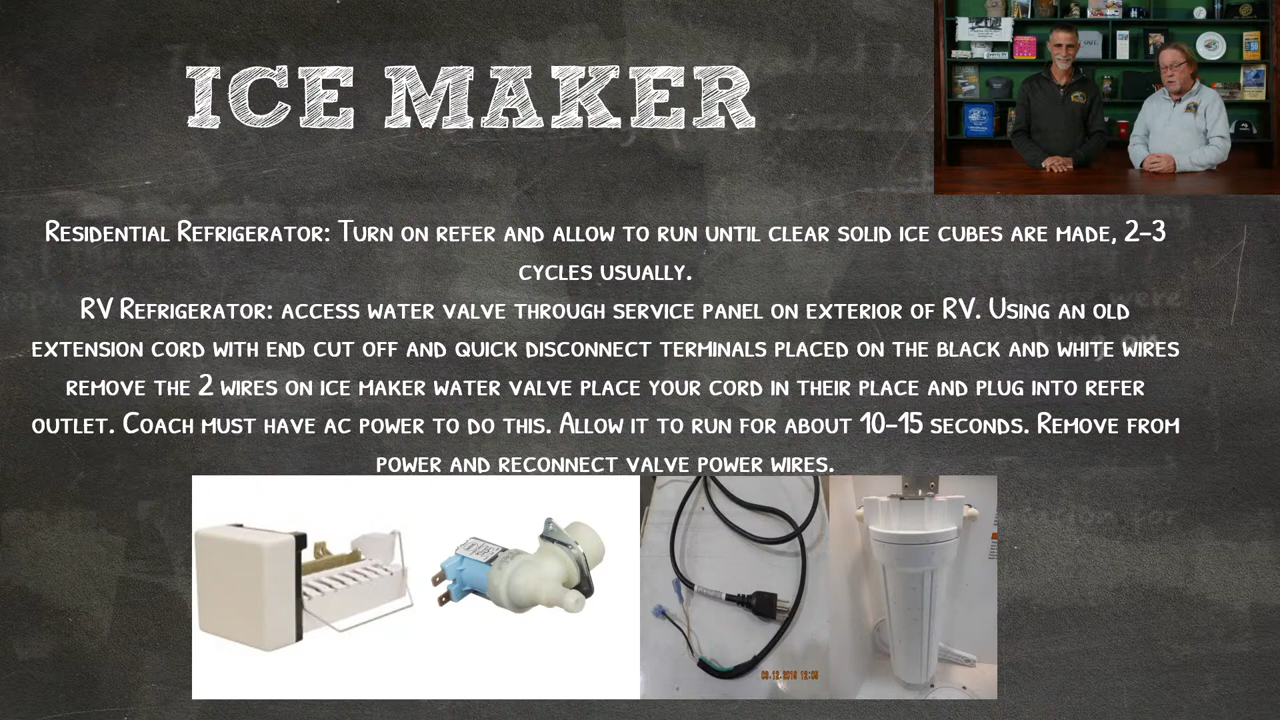 ICE MAKER
Residential Refrigerator: Turn on refer and allow to run until clear solid ice cubes are made, 2-3
cycles usually.
RV Refrigerator: access water valve through service panel on exterior of RV. Using an old
extension cord with end cut off and quick disconnect terminals placed on the black and white wires
remove the 2 wires on ice maker water valve place your cord in their place and plug into refer
outlet. Coach must have ac power to do this. Allow it to run for about 10-15 seconds. Remove from
power and reconnect valve power wires.